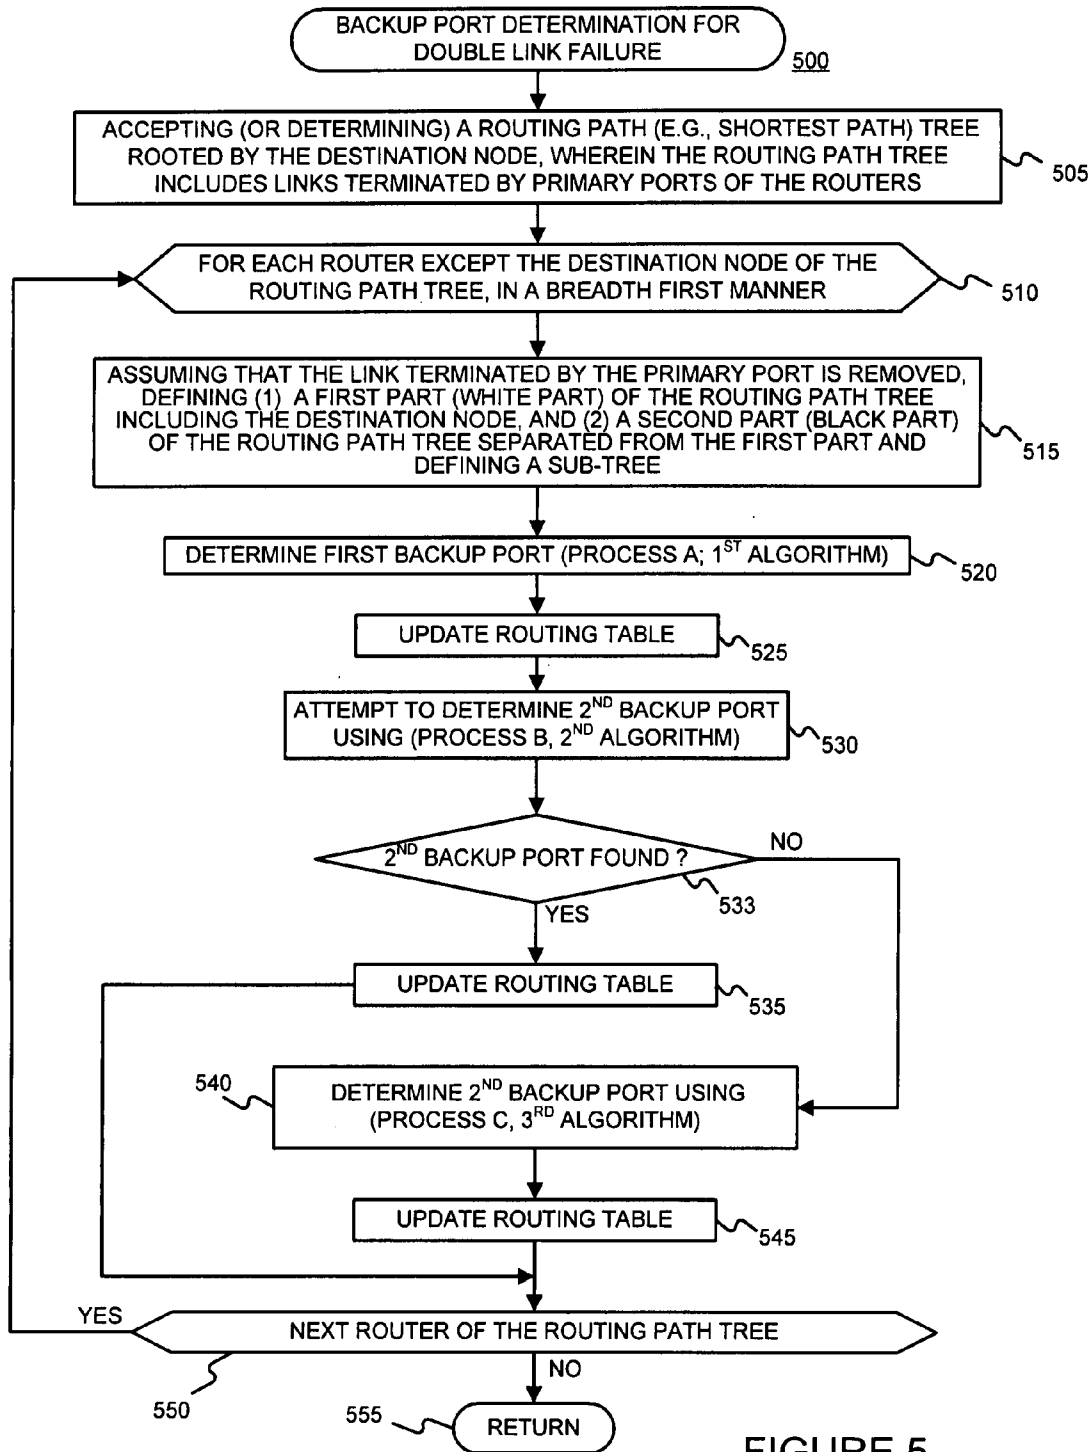 BACKUP PORT DETERMINATION FOR
DOUBLE LINK FAILURE
500
ACCEPTING (OR DETERMINING) A ROUTING PATH (E.G., SHORTEST PATH) TREE
ROOTED BY THE DESTINATION NODE, WHEREIN THE ROUTING PATH TREE
INCLUDES LINKS TERMINATED BY PRIMARY PORTS OF THE ROUTERS
505
FOR EACH ROUTER EXCEPT THE DESTINATION NODE OF THE
ROUTING PATH TREE, IN A BREADTH FIRST MANNER
510
ASSUMING THAT THE LINK TERMINATED BY THE PRIMARY PORT IS REMOVED,
DEFINING (1) A FIRST PART (WHITE PART) OF THE ROUTING PATH TREE
INCLUDING THE DESTINATION NODE, AND (2) A SECOND PART (BLACK PART)
OF THE ROUTING PATH TREE SEPARATED FROM THE FIRST PART AND
DEFINING A SUB-TREE
515
DETERMINE FIRST BACKUP PORT (PROCESS A; 1ST ALGORITHM)
520
UPDATE ROUTING TABLE
525
ATTEMPT TO DETERMINE 2ND BACKUP PORT
USING (PROCESS B, 2ND ALGORITHM)
530
2ND BACKUP PORT FOUND ?
NO
533
YES
UPDATE ROUTING TABLE
535
540
DETERMINE 2ND BACKUP PORT USING
(PROCESS C, 3RD ALGORITHM)
UPDATE ROUTING TABLE
545
YES
NEXT ROUTER OF THE ROUTING PATH TREE
550
NO
555
RETURN
FIGURE 5